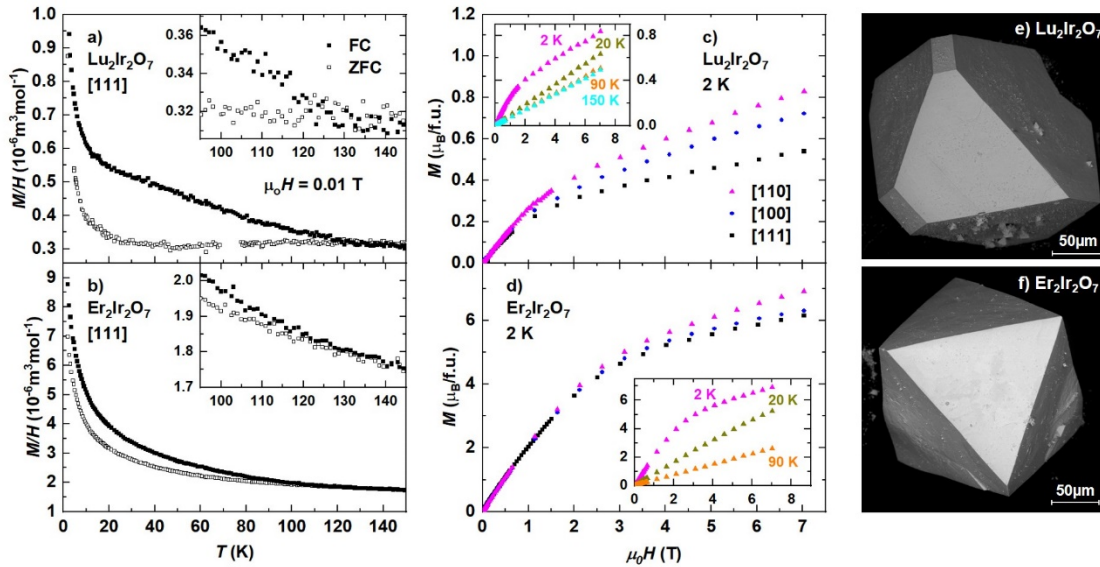 a)
Lu2Ir2O7
[111]
FC
ZFC
µoH = 0.01 T
M/H (10⁻⁶m³mol⁻¹)
1.0
0.9
0.8
0.7
0.6
0.5
0.4
0.3
0.36
0.34
0.32
100 110 120 130 140
b)
Er2Ir2O7
[111]
M/H (10⁻⁶m³mol⁻¹)
9
8
7
6
5
4
3
2
1
2.0
1.9
1.8
1.7
100 110 120 130 140
0 20 40 60 80 100 120 140
T (K)
c)
Lu2Ir2O7
2 K
M (µB/f.u.)
1.2
1.0
0.8
0.6
0.4
0.2
0.0
2 K
20 K
90 K
150 K
0.8
0.4
0.0
0 2 4 6 8
[110]
[100]
[111]
d)
Er2Ir2O7
2 K
M (µB/f.u.)
8
6
4
2
0
2 K
20 K
90 K
6
4
2
0
0 2 4 6 8
0 1 2 3 4 5 6 7
µ0H (T)
e) Lu2Ir2O7
50µm
f) Er2Ir2O7
50µm